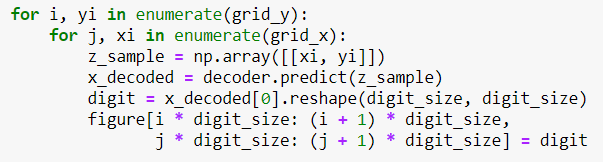 for i, yi in enumerate(grid_y):
    for j, xi in enumerate(grid_x):
        z_sample = np.array([[xi, yi]])
        x_decoded = decoder.predict(z_sample)
        digit = x_decoded[0].reshape(digit_size, digit_size)
        figure[i * digit_size: (i + 1) * digit_size,
               j * digit_size: (j + 1) * digit_size] = digit